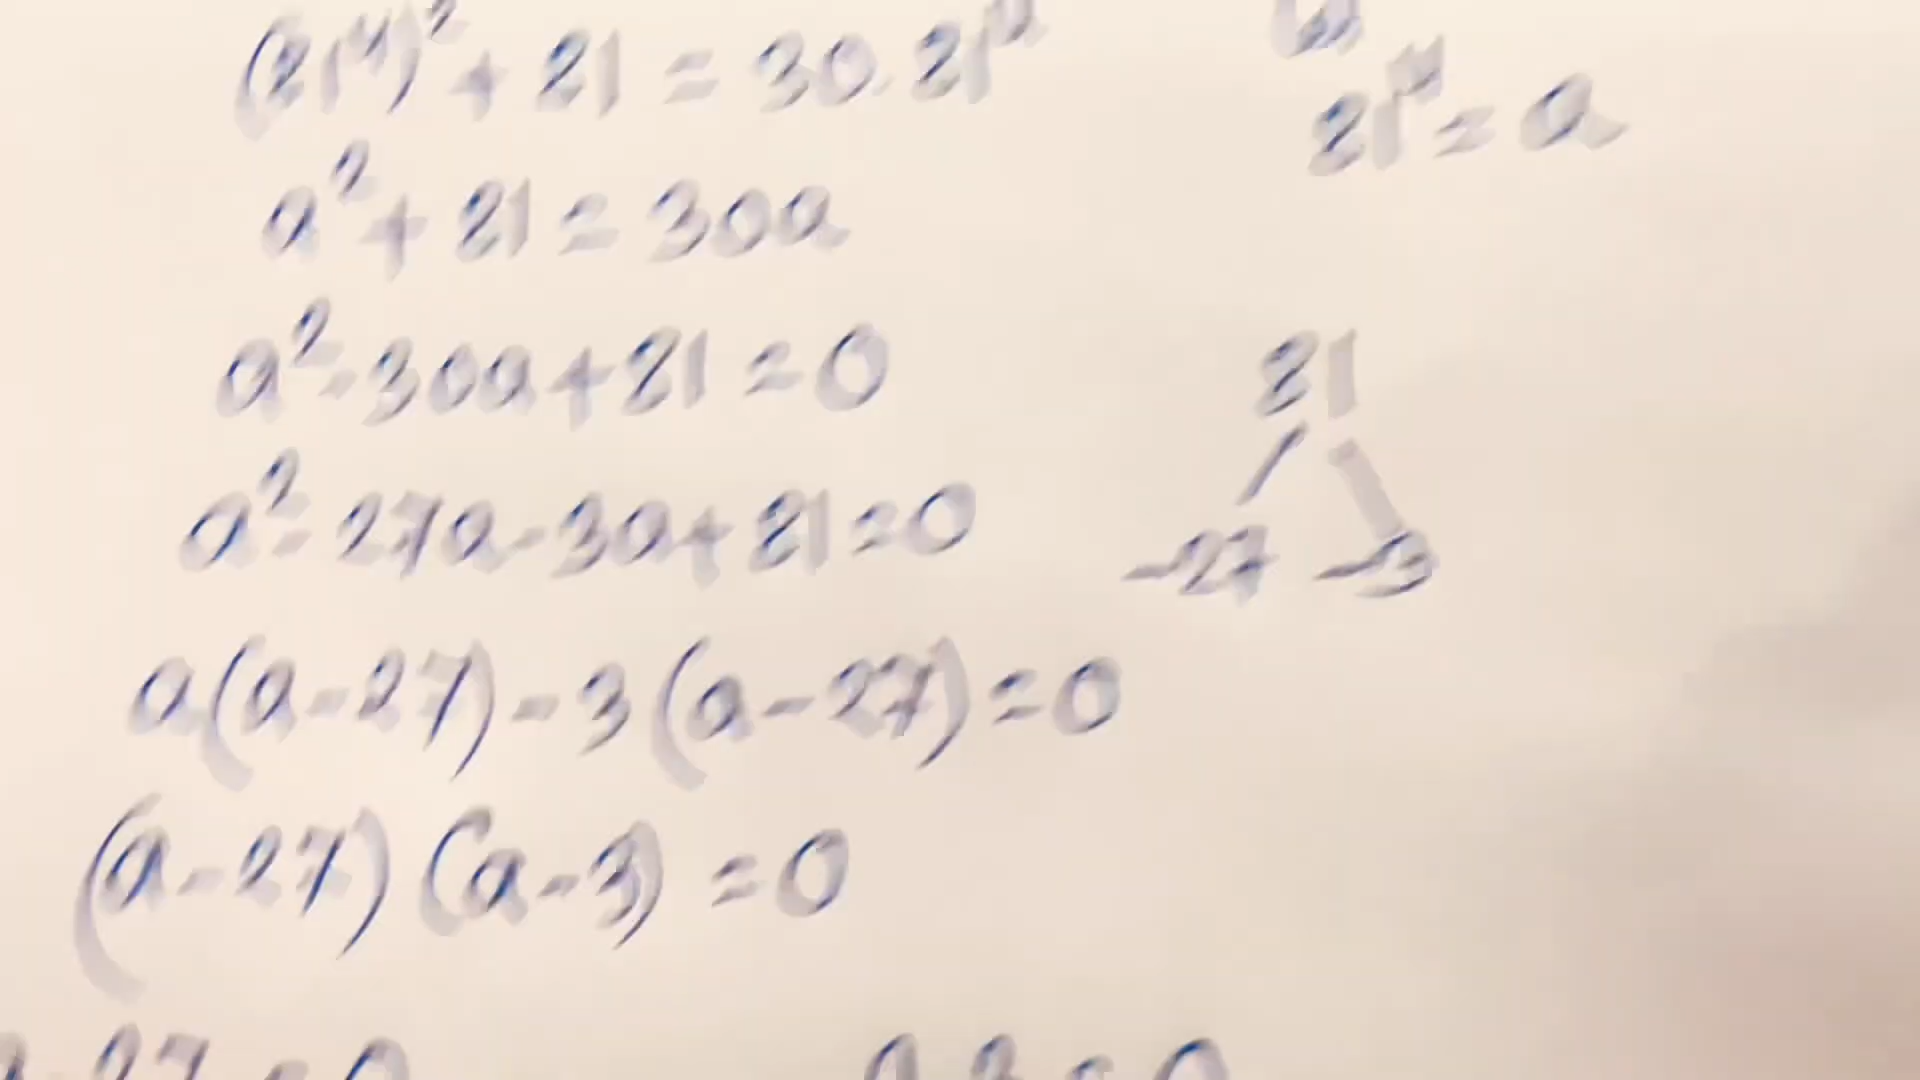 (81^y)^2 + 81 = 30.81^y
81^y = a
a^2 + 81 = 30a
a^2 - 30a + 81 = 0
81
-27 -3
a^2 - 27a - 3a + 81 = 0
a(a - 27) - 3(a - 27) = 0
(a - 27)(a - 3) = 0